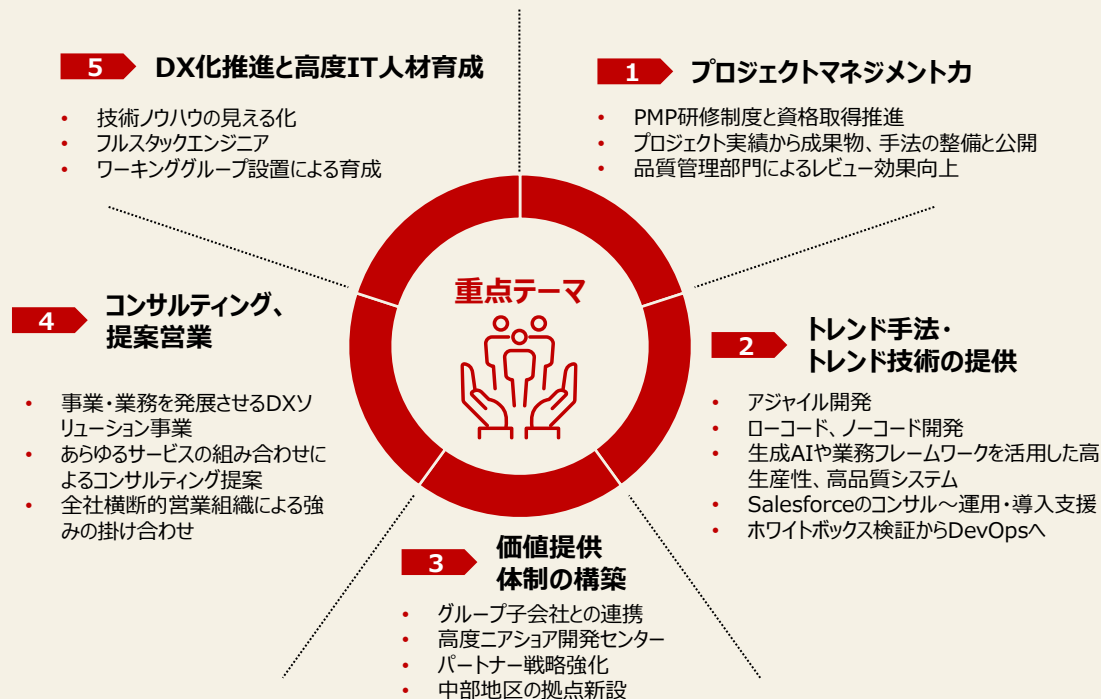 5
DX化推進と高度IT人材育成
• 技術ノウハウの見える化
• フルスタックエンジニア
• ワーキンググループ設置による育成
1
プロジェクトマネジメント力
• PMP研修制度と資格取得推進
• プロジェクト実績から成果物、手法の整備と公開
• 品質管理部門によるレビュー効果向上
重点テーマ
4
コンサルティング、
提案営業
• 事業・業務を発展させるDXソ
リューション事業
• あらゆるサービスの組み合わせに
よるコンサルティング提案
• 全社横断的営業組織による強
みの掛け合わせ
2
トレンド手法・
トレンド技術の提供
• アジャイル開発
• ローコード、ノーコード開発
• 生成AIや業務フレームワークを活用した高
生産性、高品質システム
• Salesforceのコンサル～運用・導入支援
• ホワイトボックス検証からDevOpsへ
3
価値提供
体制の構築
• グループ子会社との連携
• 高度ニアショア開発センター
• パートナー戦略強化
• 中部地区の拠点新設